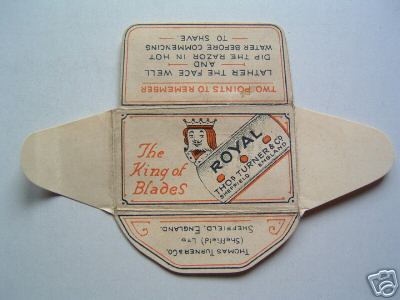 TWO POINTS TO REMEMBER
LATHER THE FACE WELL
AND
DIP THE RAZOR IN HOT
WATER BEFORE COMMENCING
TO SHAVE.
The
King of
Blades
ROYAL
THOS TURNER & CO
SHEFFIELD ENGLAND
THOMAS TURNER & CO.
(SHEFFIELD) LTD
SHEFFIELD. ENGLAND.